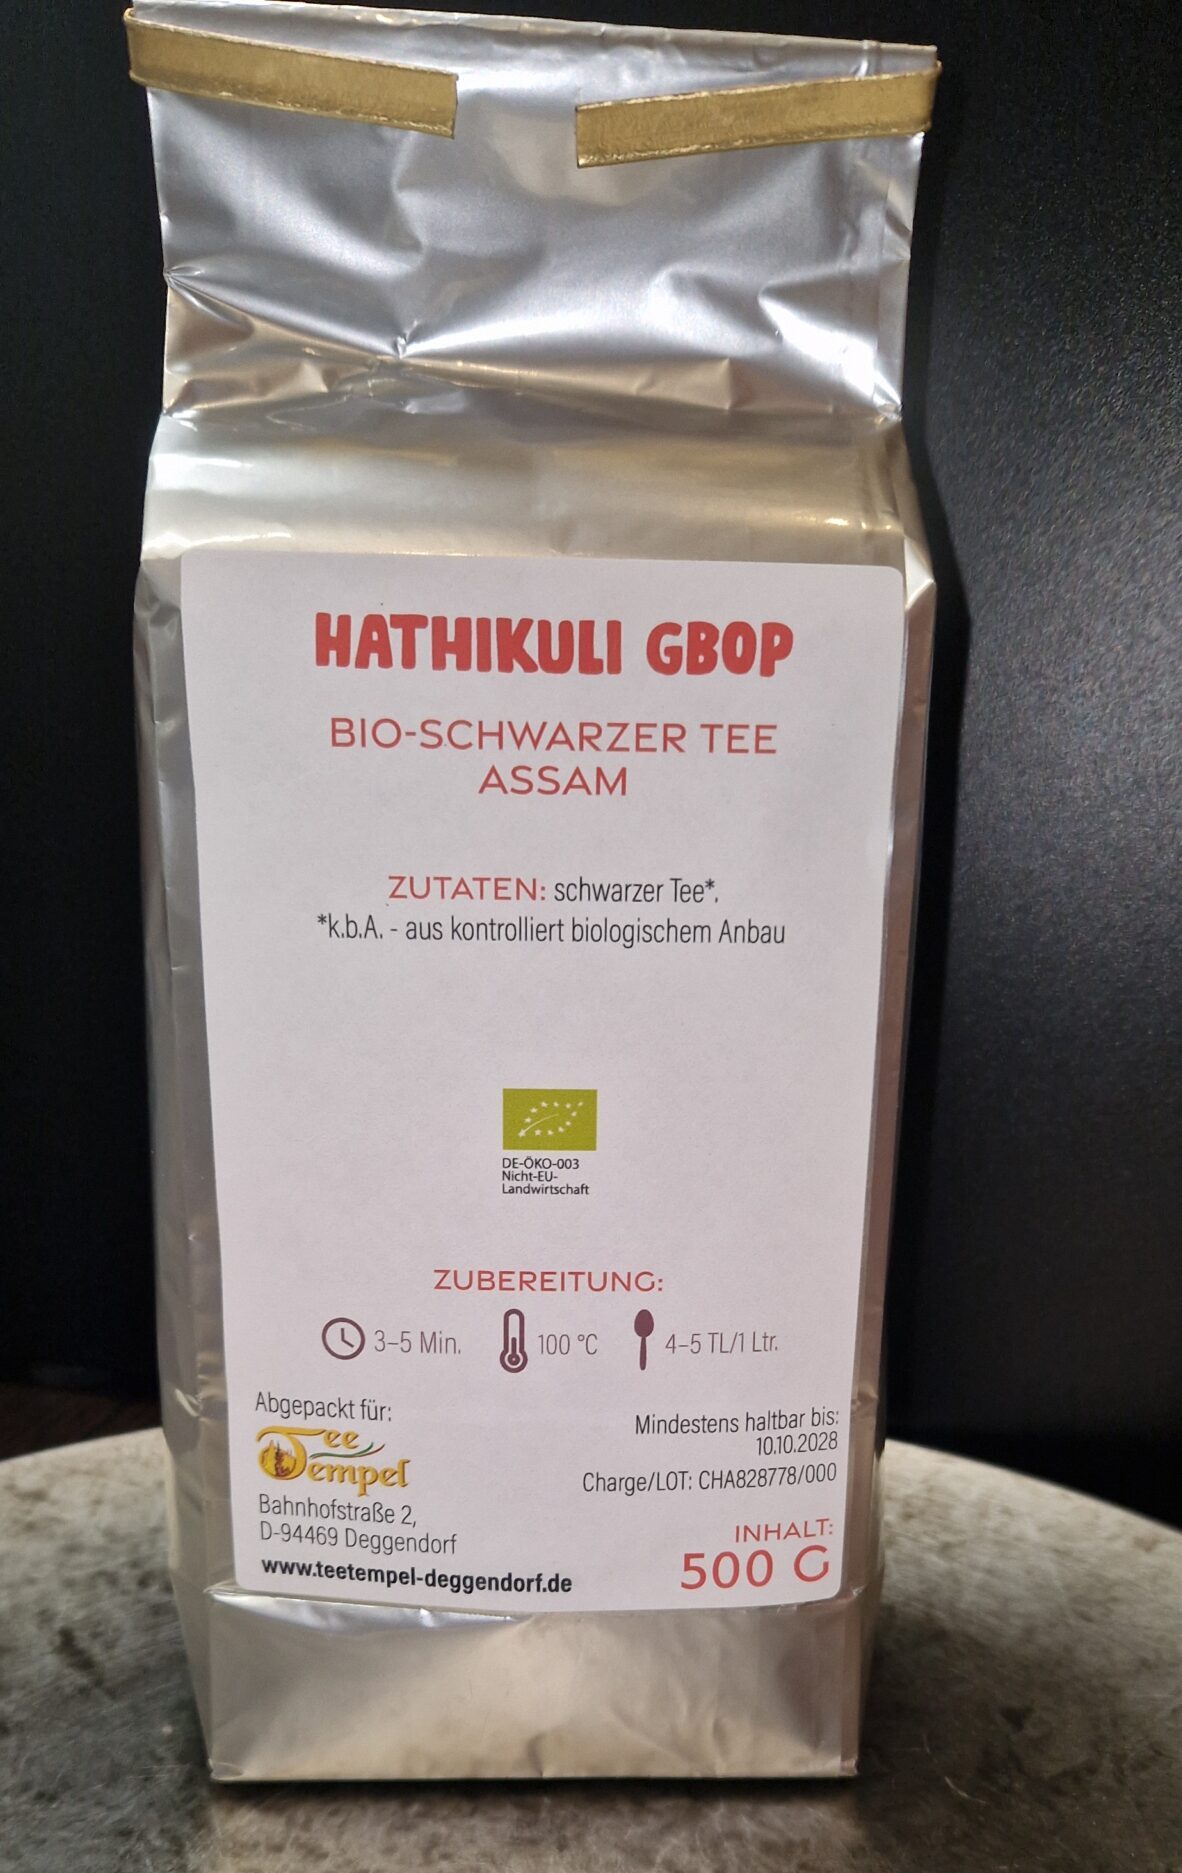 HATHIKULI GBOP
BIO-SCHWARZER TEE
ASSAM
ZUTATEN: schwarzer Tee*.
*k.b.A. - aus kontrolliert biologischem Anbau
DE-ÖKO-003
Nicht-EU-
Landwirtschaft
ZUBEREITUNG:
3-5 Min. 100 °C 4-5 TL/1 Ltr.
Abgepackt für:
Tee
Tempel
Bahnhofstraße 2,
D-94469 Deggendorf
www.teetempel-deggendorf.de
Mindestens haltbar bis:
10.10.2028
Charge/LOT: CHA828778/000
INHALT:
500 G